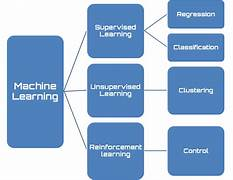 Machine
Learning
Supervised
Learning
Regression
Classification
Unsupervised
Learning
Clustering
Reinforcement
learning
Control